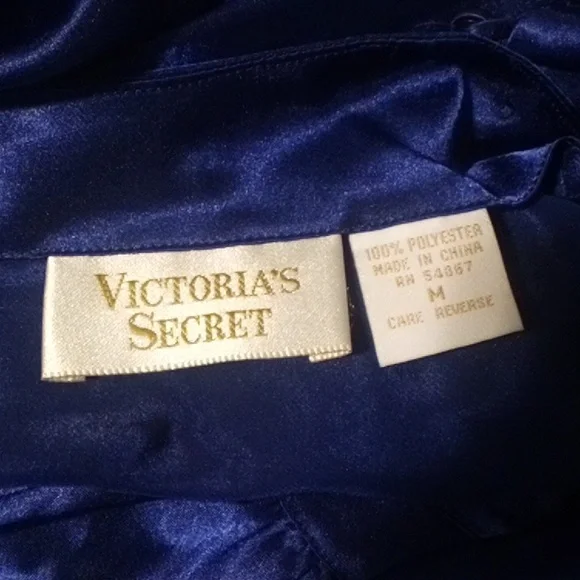 VICTORIA'S
SECRET
100% POLYESTER
MADE IN CHINA
RN 54867
M
CARE REVERSE